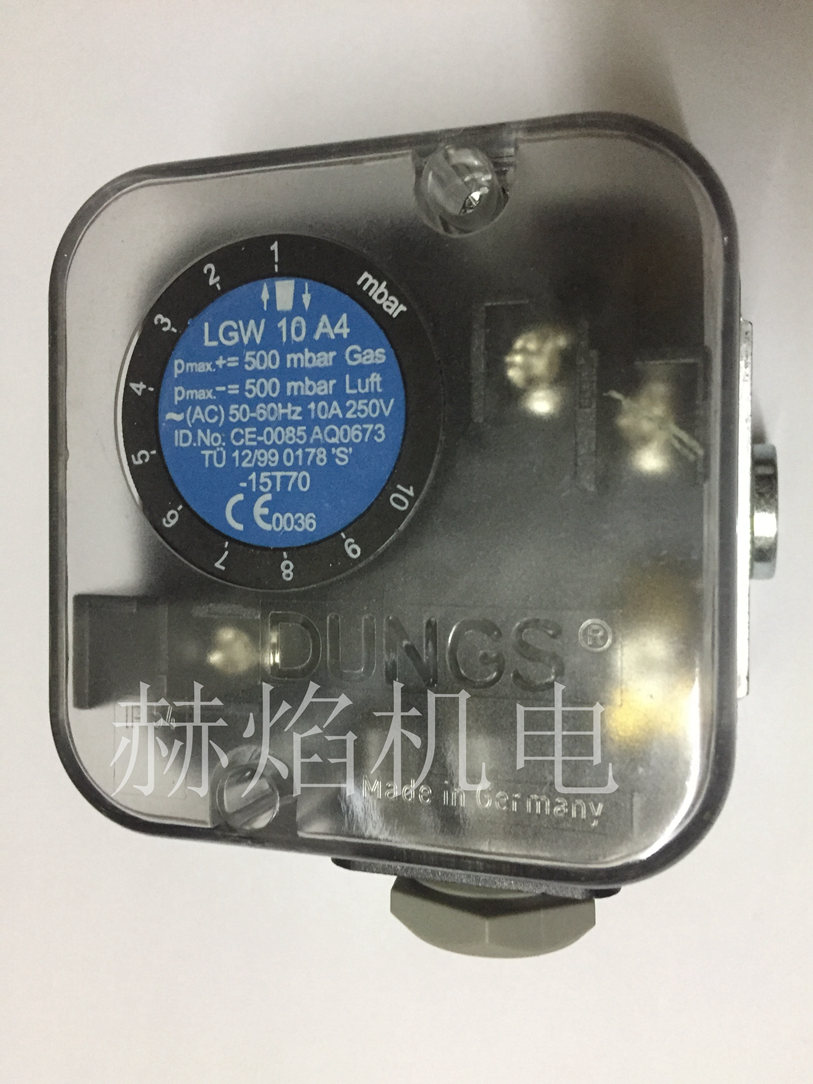 1 2 3 4 5 6 7 8 9 10 mbar
LGW 10 A4
pmax.+= 500 mbar Gas
pmax.-= 500 mbar Luft
~(AC) 50-60Hz 10A 250V
ID.No: CE-0085 AQ0673
TÜ 12/99 0178 'S'
-15T70
CE0036
DUNGS®
赫焰机电
Made in Germany